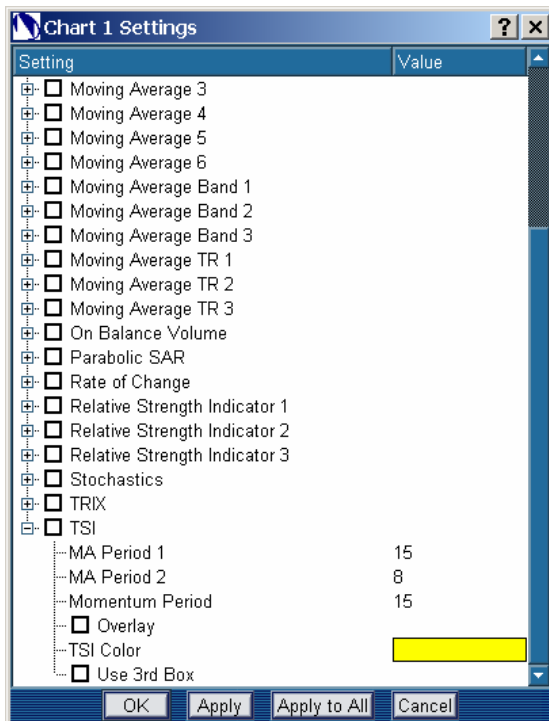 Chart 1 Settings
Setting Value
Moving Average 3
Moving Average 4
Moving Average 5
Moving Average 6
Moving Average Band 1
Moving Average Band 2
Moving Average Band 3
Moving Average TR 1
Moving Average TR 2
Moving Average TR 3
On Balance Volume
Parabolic SAR
Rate of Change
Relative Strength Indicator 1
Relative Strength Indicator 2
Relative Strength Indicator 3
Stochastics
TRIX
TSI
MA Period 1 15
MA Period 2 8
Momentum Period 15
Overlay
TSI Color
Use 3rd Box
OK Apply Apply to All Cancel